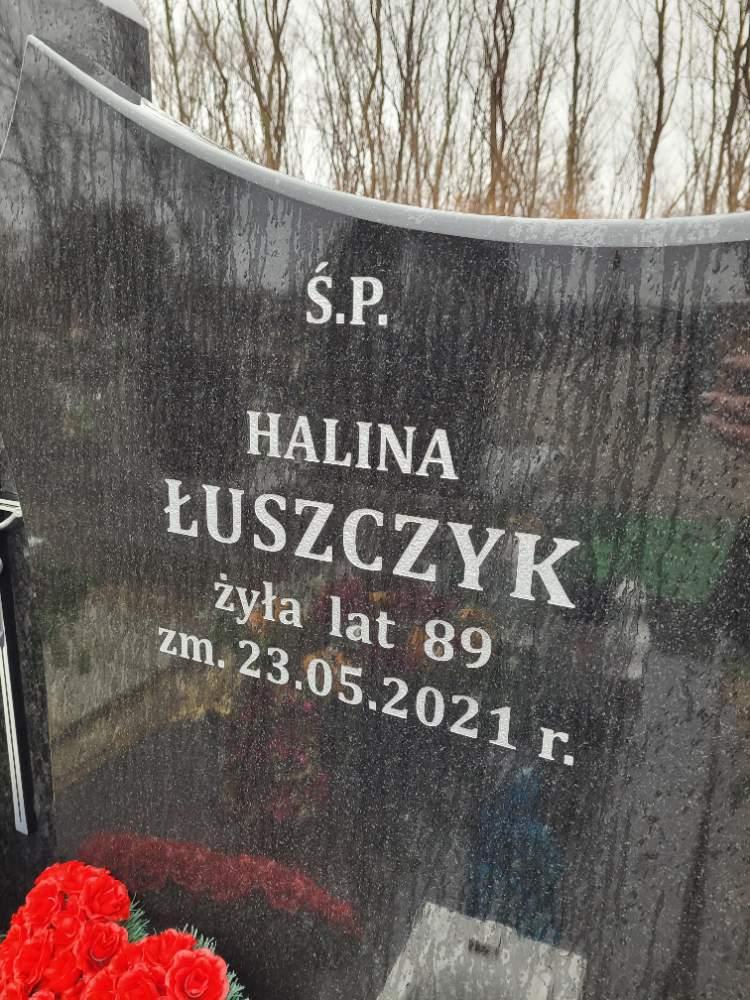 Ś.P.
HALINA
ŁUSZCZYK
żyła lat 89
zm. 23.05.2021 r.